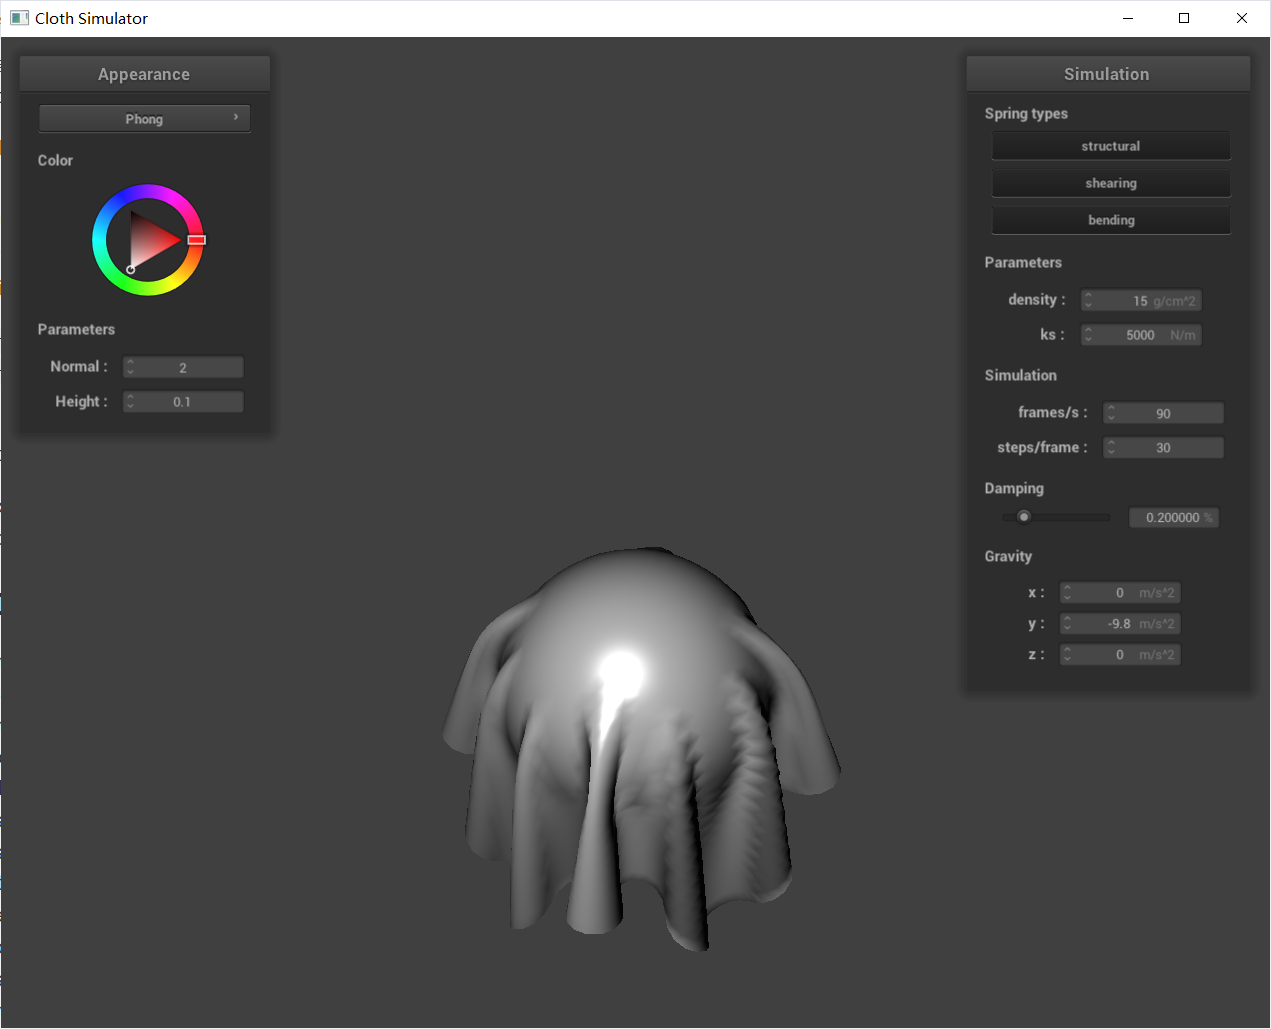 Cloth Simulator
Appearance
Phong
Color
Parameters
Normal : 2
Height : 0.1
Simulation
Spring types
structural
shearing
bending
Parameters
density : 15 g/cm^2
ks : 5000 N/m
Simulation
frames/s : 90
steps/frame : 30
Damping
0.200000 %
Gravity
x : 0 m/s^2
y : -9.8 m/s^2
z : 0 m/s^2